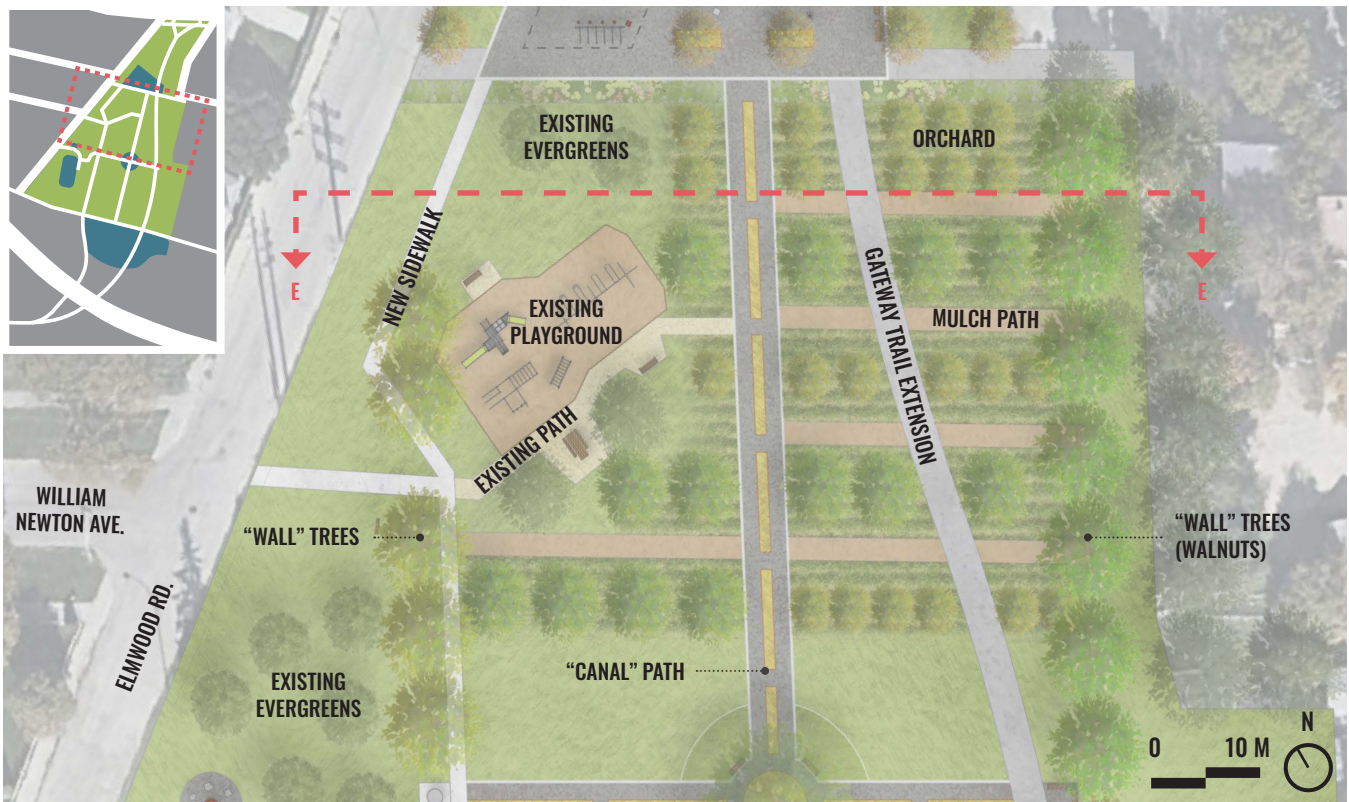 EXISTING
EVERGREENS
ORCHARD
E
E
NEW SIDEWALK
EXISTING
PLAYGROUND
GATEWAY TRAIL EXTENSION
MULCH PATH
EXISTING PATH
WILLIAM
NEWTON AVE.
"WALL" TREES
"WALL" TREES
(WALNUTS)
ELMWOOD RD.
"CANAL" PATH
EXISTING
EVERGREENS
N
0 10 M